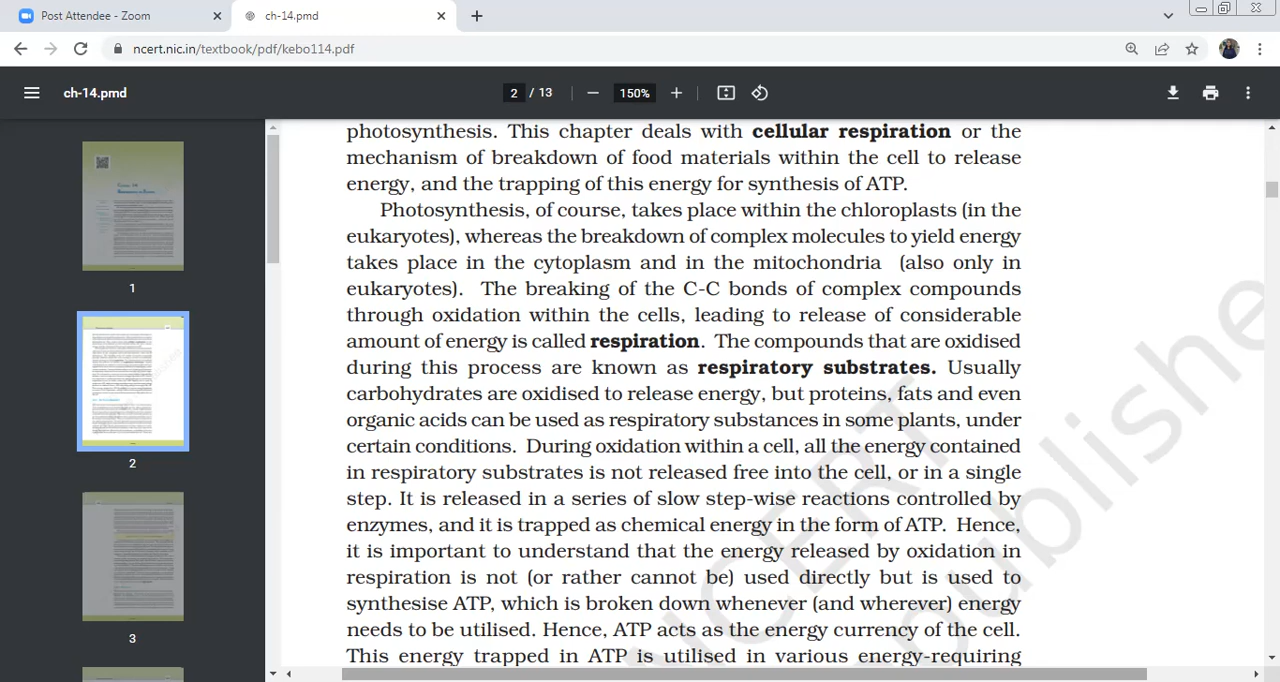 Post Attendee - Zoom
ch-14.pmd
ncert.nic.in/textbook/pdf/kebo114.pdf
ch-14.pmd
2 / 13
150%
photosynthesis. This chapter deals with cellular respiration or the
mechanism of breakdown of food materials within the cell to release
energy, and the trapping of this energy for synthesis of ATP.
Photosynthesis, of course, takes place within the chloroplasts (in the
eukaryotes), whereas the breakdown of complex molecules to yield energy
takes place in the cytoplasm and in the mitochondria (also only in
eukaryotes). The breaking of the C-C bonds of complex compounds
through oxidation within the cells, leading to release of considerable
amount of energy is called respiration. The compounds that are oxidised
during this process are known as respiratory substrates. Usually
carbohydrates are oxidised to release energy, but proteins, fats and even
organic acids can be used as respiratory substances in some plants, under
certain conditions. During oxidation within a cell, all the energy contained
in respiratory substrates is not released free into the cell, or in a single
step. It is released in a series of slow step-wise reactions controlled by
enzymes, and it is trapped as chemical energy in the form of ATP. Hence,
it is important to understand that the energy released by oxidation in
respiration is not (or rather cannot be) used directly but is used to
synthesise ATP, which is broken down whenever (and wherever) energy
needs to be utilised. Hence, ATP acts as the energy currency of the cell.
This energy trapped in ATP is utilised in various energy-requiring
1
2
3
NCERT
publishe